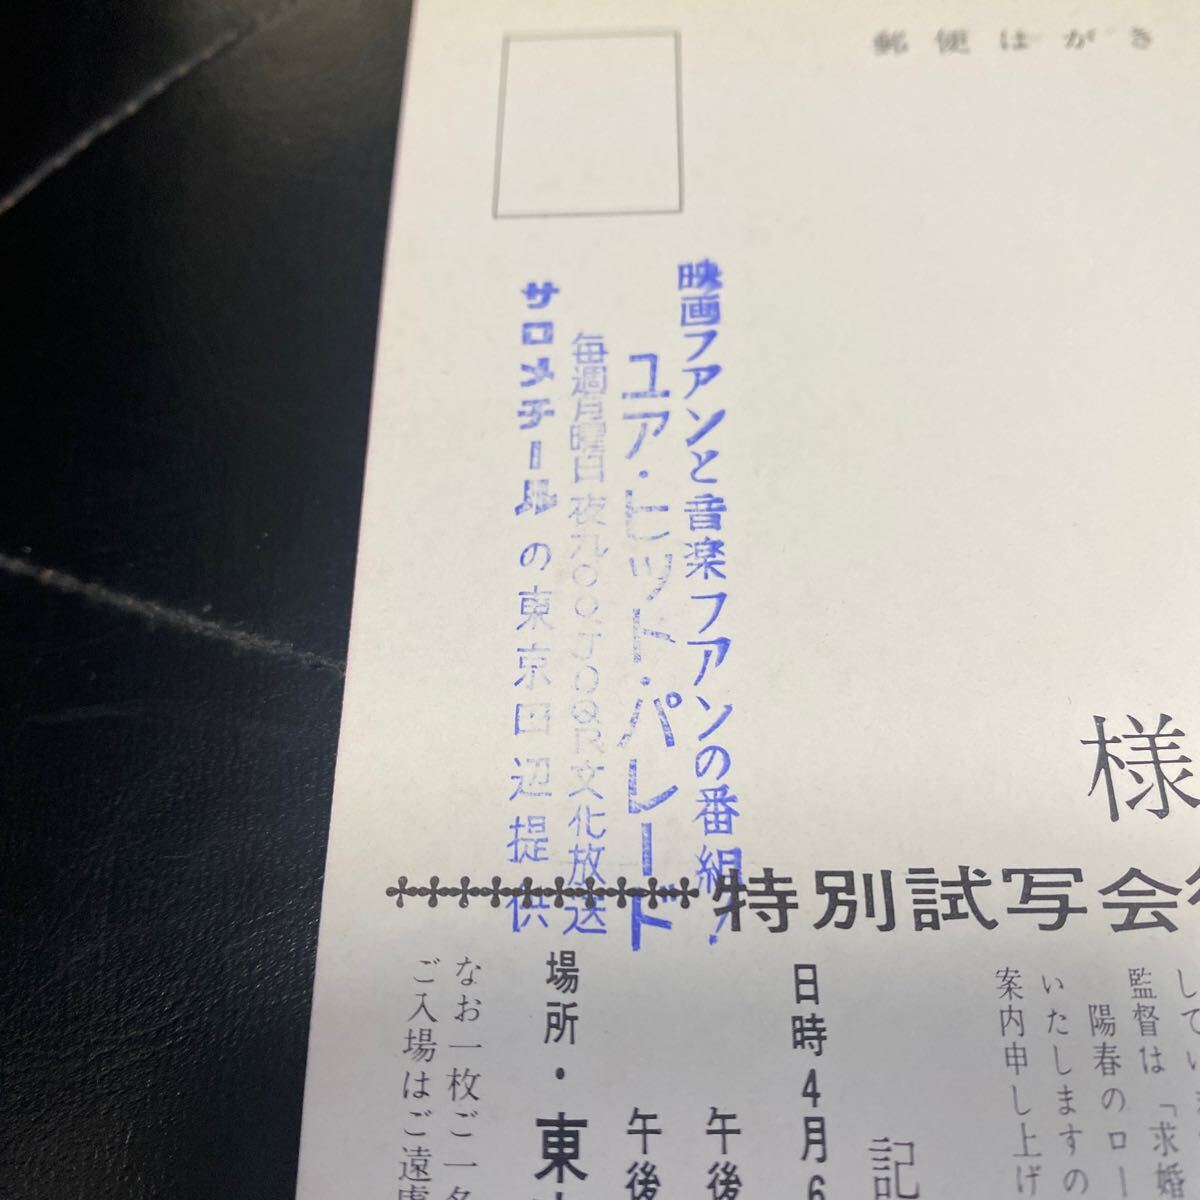 郵便はがき
映画フアンと音楽フアンの番組!
ユア・ヒット・パレード
毎週月曜日夜九〇〇JOQR文化放送
サロメチールの東京田辺提供
様
特別試写会
して
監督は「求婚
陽春のロー
いたしますの
案内申し上げ
記
日時4月6
午後
午後
場所・東
なお一枚ご一名
ご入場はご遠慮